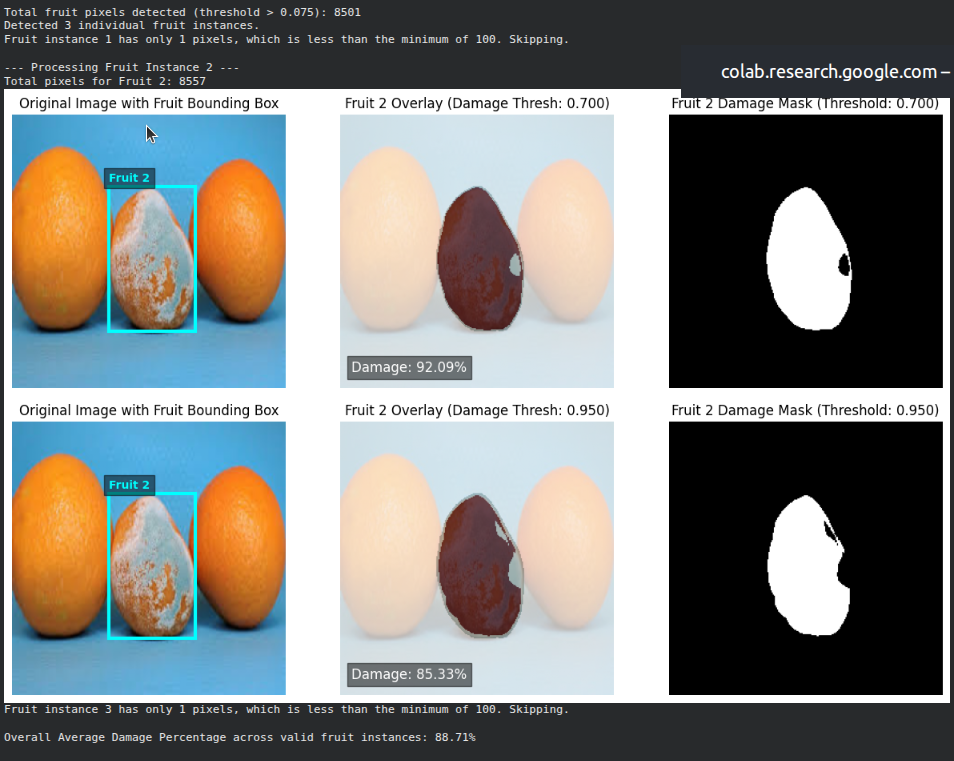 Total fruit pixels detected (threshold > 0.075): 8501
Detected 3 individual fruit instances.
Fruit instance 1 has only 1 pixels, which is less than the minimum of 100. Skipping.
--- Processing Fruit Instance 2 ---
Total pixels for Fruit 2: 8557
colab.research.google.com –
Original Image with Fruit Bounding Box
Fruit 2 Overlay (Damage Thresh: 0.700)
Fruit 2 Damage Mask (Threshold: 0.700)
Fruit 2
Damage: 92.09%
Original Image with Fruit Bounding Box
Fruit 2 Overlay (Damage Thresh: 0.950)
Fruit 2 Damage Mask (Threshold: 0.950)
Fruit 2
Damage: 85.33%
Fruit instance 3 has only 1 pixels, which is less than the minimum of 100. Skipping.
Overall Average Damage Percentage across valid fruit instances: 88.71%